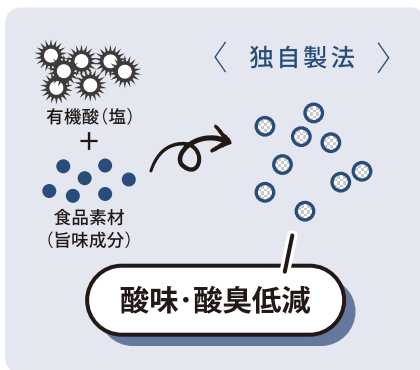 〈 独自製法 〉
有機酸(塩)
+
食品素材
(旨味成分)
酸味・酸臭低減